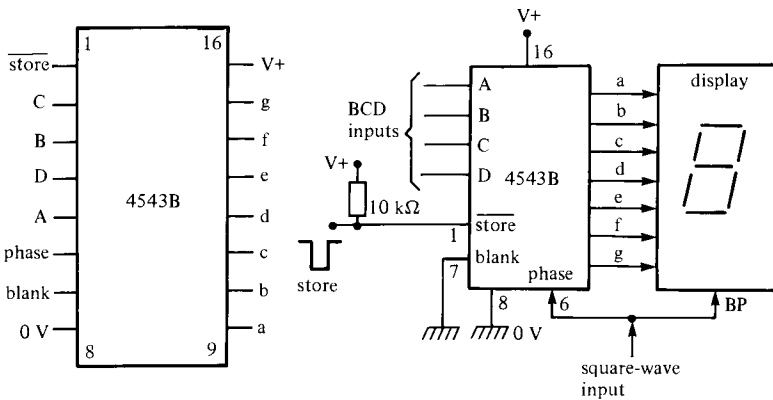 1 16
store V+
C g
B f
D e
4543B
A d
phase c
blank b
0 V a
8 9
V+
16
A
B
C
D
BCD
inputs
4543B
V+
10 kΩ
store
1
store
7
blank
phase
8
6
0 V
a
b
c
d
e
f
g
display
BP
square-wave
input